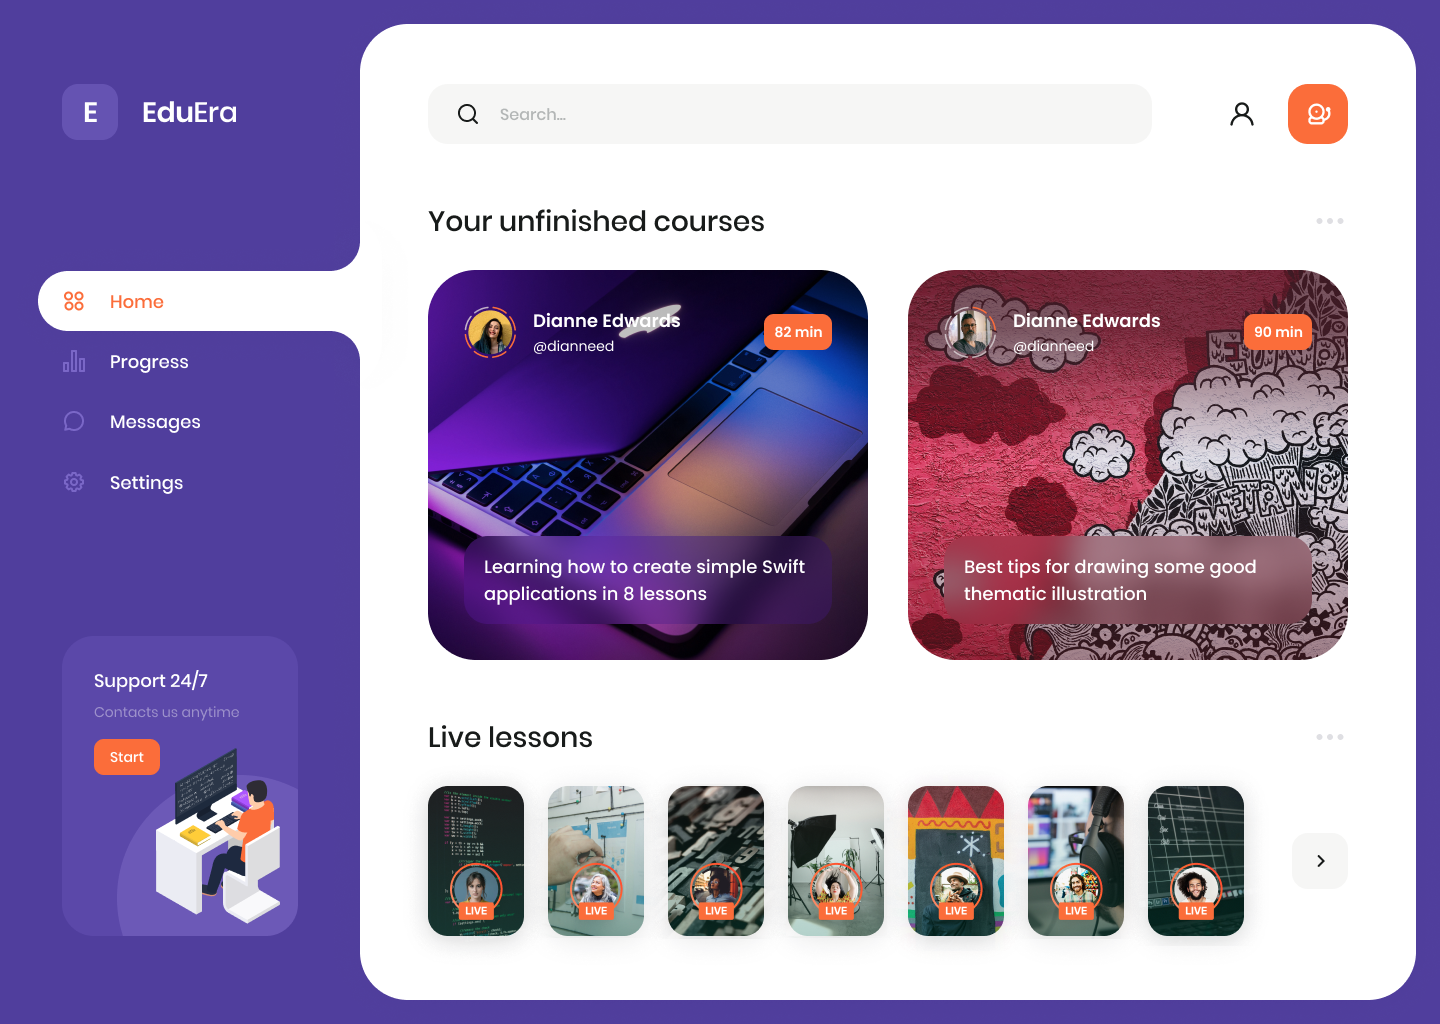 E
EduEra
Search...
Your unfinished courses
Home
Progress
Messages
Settings
Dianne Edwards
@dianneed
82 min
Learning how to create simple Swift
applications in 8 lessons
Dianne Edwards
@dianneed
90 min
Best tips for drawing some good
thematic illustration
Support 24/7
Contacts us anytime
Start
Live lessons
LIVE
LIVE
LIVE
LIVE
LIVE
LIVE
LIVE